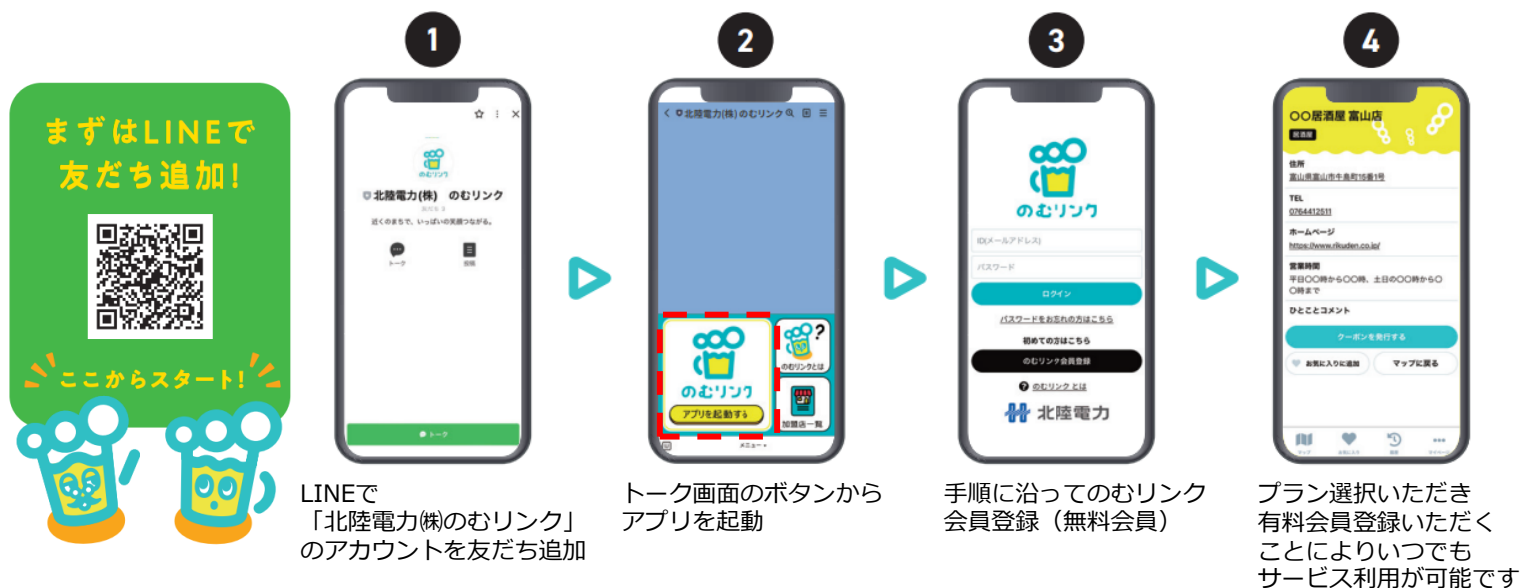 まずはLINEで
友だち追加!
ここからスタート!
1
北陸電力(株) のむリンク
近くのまちで、いっぱいの笑顔つながる。
トーク
投稿
トーク
LINEで
「北陸電力㈱のむリンク」
のアカウントを友だち追加
2
北陸電力(株)のむリンク
のむリンク
アプリを起動する
?
のむリンクとは
加盟店一覧
メニュー
トーク画面のボタンから
アプリを起動
3
のむリンク
ID(メールアドレス)
パスワード
ログイン
パスワードをお忘れの方はこちら
初めての方はこちら
のむリンク会員登録
? のむリンク とは
北陸電力
手順に沿ってのむリンク
会員登録（無料会員）
4
〇〇居酒屋 富山店
居酒屋
住所
富山県富山市牛島町15番1号
TEL
0764412511
ホームページ
https://www.rikuden.co.jp/
営業時間
平日〇〇時から〇〇時、土日の〇〇時から〇
〇時まで
ひとことコメント
クーポンを発行する
お気に入りに追加
マップに戻る
プラン選択いただき
有料会員登録いただく
ことによりいつでも
サービス利用が可能です